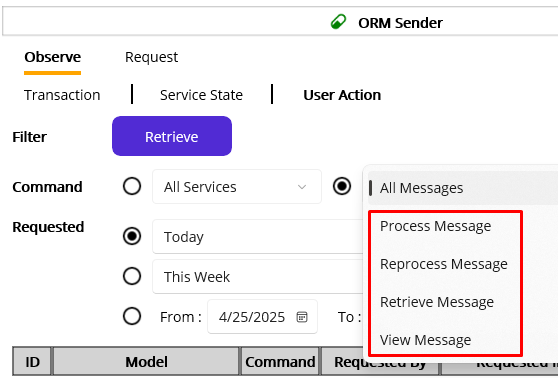 ORM Sender
Observe Request
Transaction Service State User Action
Filter Retrieve
Command All Services All Messages
Process Message
Reprocess Message
Retrieve Message
View Message
Requested Today
This Week
From : 4/25/2025 To :
ID Model Command Requested By Requested